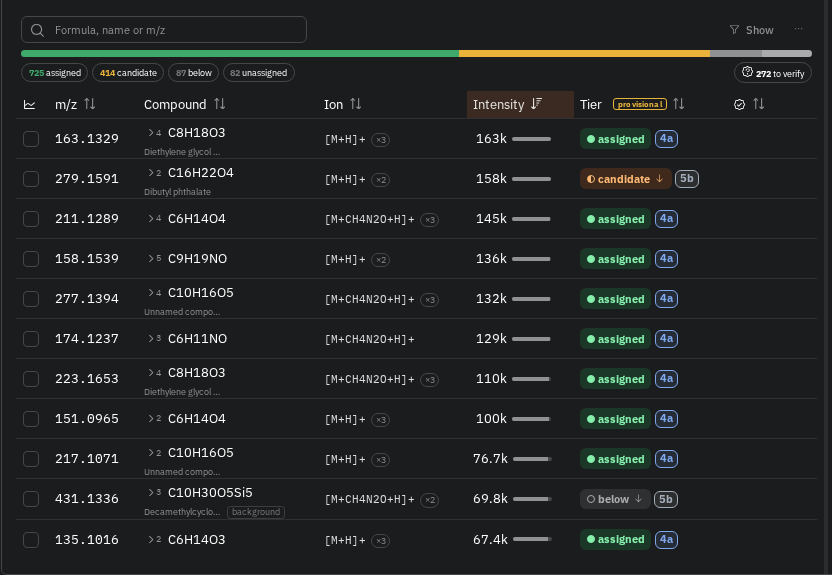 Formula, name or m/z
Show ...
725 assigned 414 candidate 87 below 82 unassigned 272 to verify
m/z Compound Ion Intensity Tier provisional
163.1329 4 C8H18O3 [M+H]+ ×3 163k assigned 4a
Diethylene glycol ...
279.1591 2 C16H22O4 [M+H]+ ×2 158k candidate ↓ 5b
Dibutyl phthalate
211.1289 4 C6H14O4 [M+CH4N2O+H]+ ×3 145k assigned 4a
158.1539 5 C9H19NO [M+H]+ ×2 136k assigned 4a
277.1394 4 C10H16O5 [M+CH4N2O+H]+ ×3 132k assigned 4a
Unnamed compo...
174.1237 3 C6H11NO [M+CH4N2O+H]+ 129k assigned 4a
223.1653 4 C8H18O3 [M+CH4N2O+H]+ ×3 110k assigned 4a
Diethylene glycol ...
151.0965 2 C6H14O4 [M+H]+ ×3 100k assigned 4a
217.1071 2 C10H16O5 [M+H]+ ×3 76.7k assigned 4a
Unnamed compo...
431.1336 3 C10H30O5Si5 [M+CH4N2O+H]+ ×2 69.8k below ↓ 5b
Decamethylcyclo... background
135.1016 2 C6H14O3 [M+H]+ ×3 67.4k assigned 4a